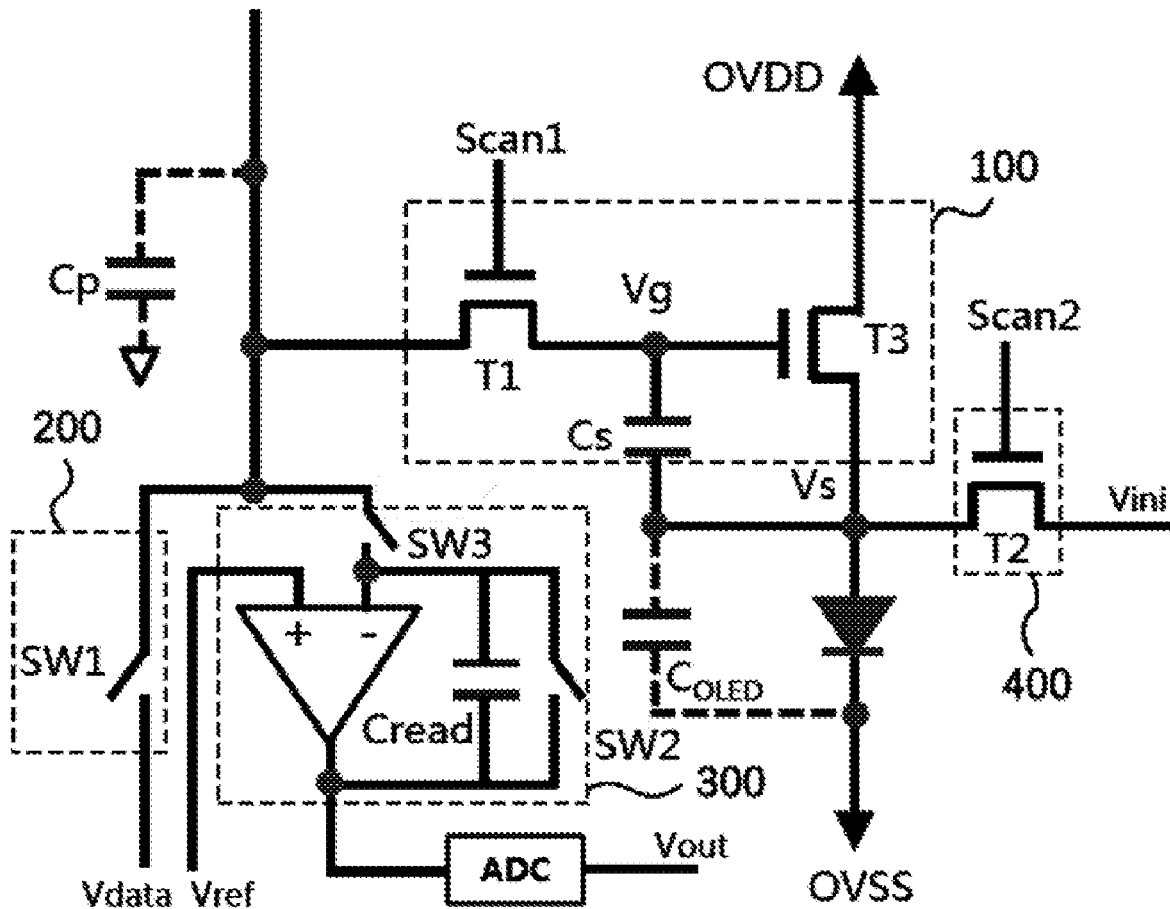 OVDD
Scan1
100
Cp
Vg
T3
Scan2
T1
200
Cs
Vs
Vini
SW3
T2
+
-
SW1
COLED
400
Cread
SW2
300
ADC
Vout
Vdata
Vref
OVSS